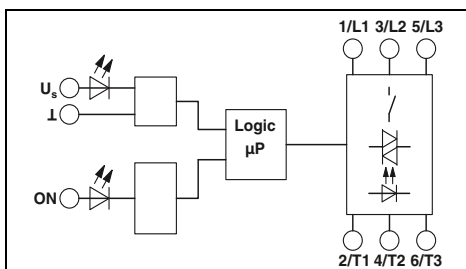 1/L1 3/L2 5/L3
Us
⊥
Logic
µP
ON
2/T1 4/T2 6/T3